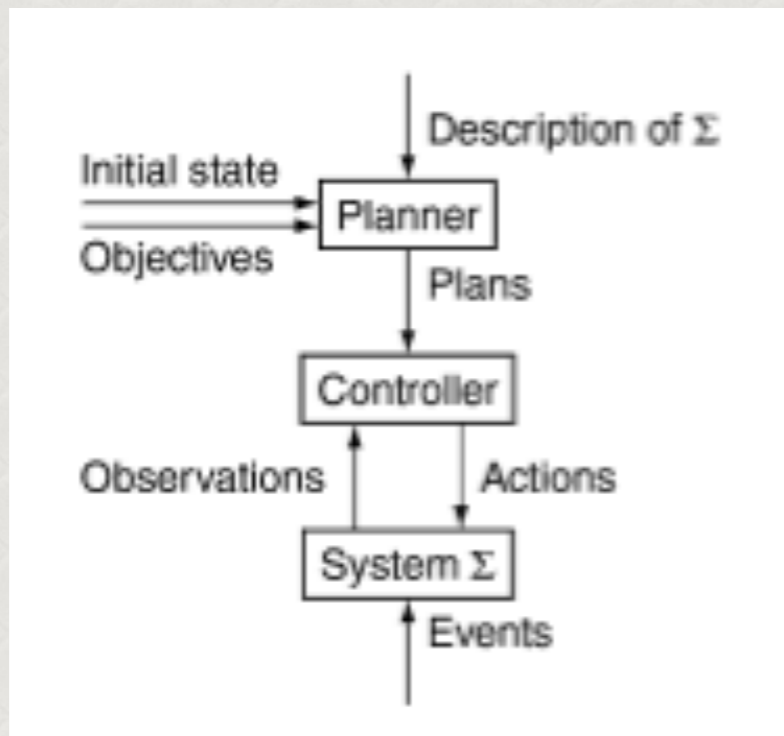 Description of Σ
Initial state
Planner
Objectives
Plans
Controller
Observations
Actions
System Σ
Events